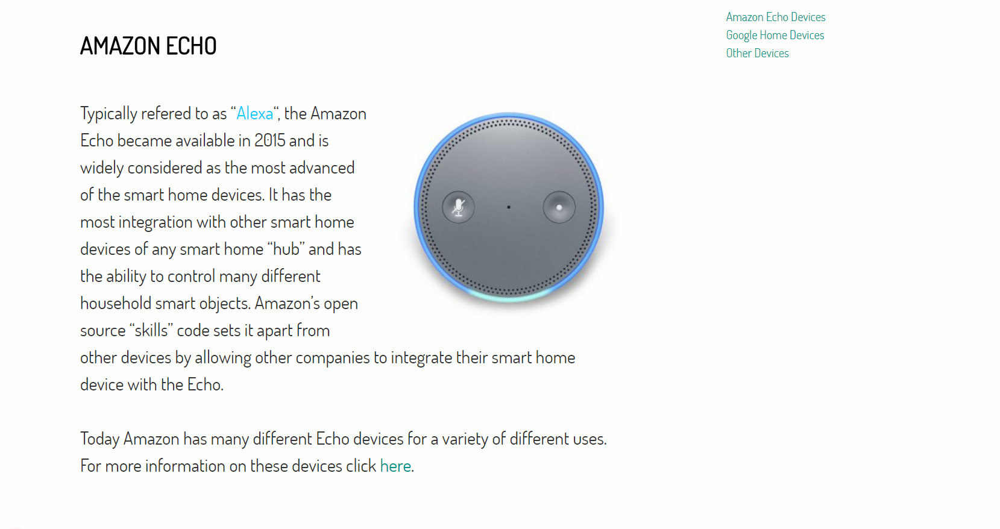 AMAZON ECHO
Typically refered to as “Alexa“, the Amazon
Echo became available in 2015 and is
widely considered as the most advanced
of the smart home devices. It has the
most integration with other smart home
devices of any smart home “hub” and has
the ability to control many different
household smart objects. Amazon’s open
source “skills” code sets it apart from
other devices by allowing other companies to integrate their smart home
device with the Echo.
Today Amazon has many different Echo devices for a variety of different uses.
For more information on these devices click here.
Amazon Echo Devices
Google Home Devices
Other Devices